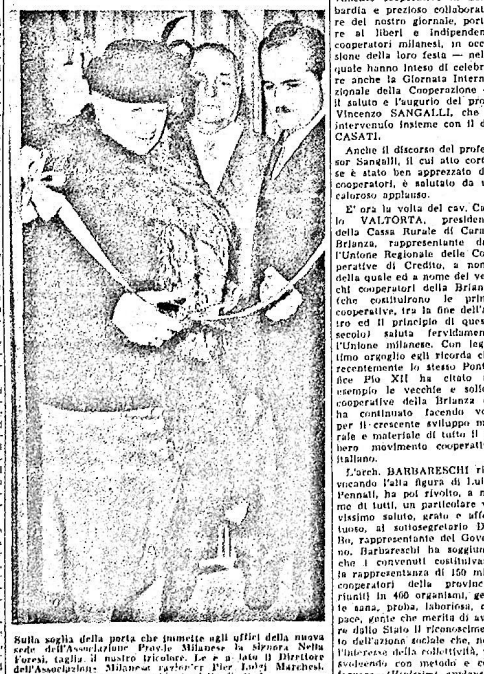 Sulla soglia della porta che immette agli uffici della nuova
sede dell'Associazione Prov.le Milanese la Signora Nella
Foresi, taglia il nastro tricolore. Le è a lato il Direttore
dell'Associazione Milanese Pier Luigi Marchesi.
bardia e prezioso collaborat
re del nostro giornale, port
re ai liberi e indipenden
cooperatori milanesi, in occ
sione della loro festa — nel
quale hanno inteso di celebr
re anche la Giornata Intern
zionale della Cooperazione
il saluto e l'augurio del pro
Vincenzo SANGALLI, che
intervenuto insieme con il d
CASATI.
Anche il discorso del profe
sor Sangalli, il cui atto cort
se è stato ben apprezzato d
cooperatori, è salutato da u
caloroso applauso.
E' ora la volta del cav. Ca
lo VALTORTA, presiden
della Cassa Rurale di Caru
Brianza, rappresentante d
l'Unione Regionale delle Co
perative di Credito, a nom
della quale ed a nome dei ve
chi cooperatori della Brian
(che costituirono le prim
cooperative, tra la fine dell'a
tro ed il principio di ques
secolo) saluta fervidamen
l'Unione milanese. Con leg
timo orgoglio egli ricorda ch
recentemente lo stesso Pont
fice Pio XII ha citato
esempio le vecchie e solid
cooperative della Brianza
ha continuato facendo vo
per il crescente sviluppo m
rale e materiale di tutto il
bero movimento cooperati
italiano.
L'arch. BARBARESCHI ri
vocando l'alta figura di Lui
Pennati, ha poi rivolto, a n
me di tutti, un particolare
vissimo saluto, grato e affe
tuoso, al sottosegretario D
Bo, rappresentante del Gove
no. Barbareschi ha soggiun
che i convenuti costituiva
la rappresentanza di 150 mi
cooperatori della provinc
riuniti in 400 organismi, ge
te sana, proba, laboriosa, d
pace, gente che merita di av
re dallo Stato il riconoscime
to dell'azione sociale che, ne
l'interesse della collettività,
svolgendo con metodo e c